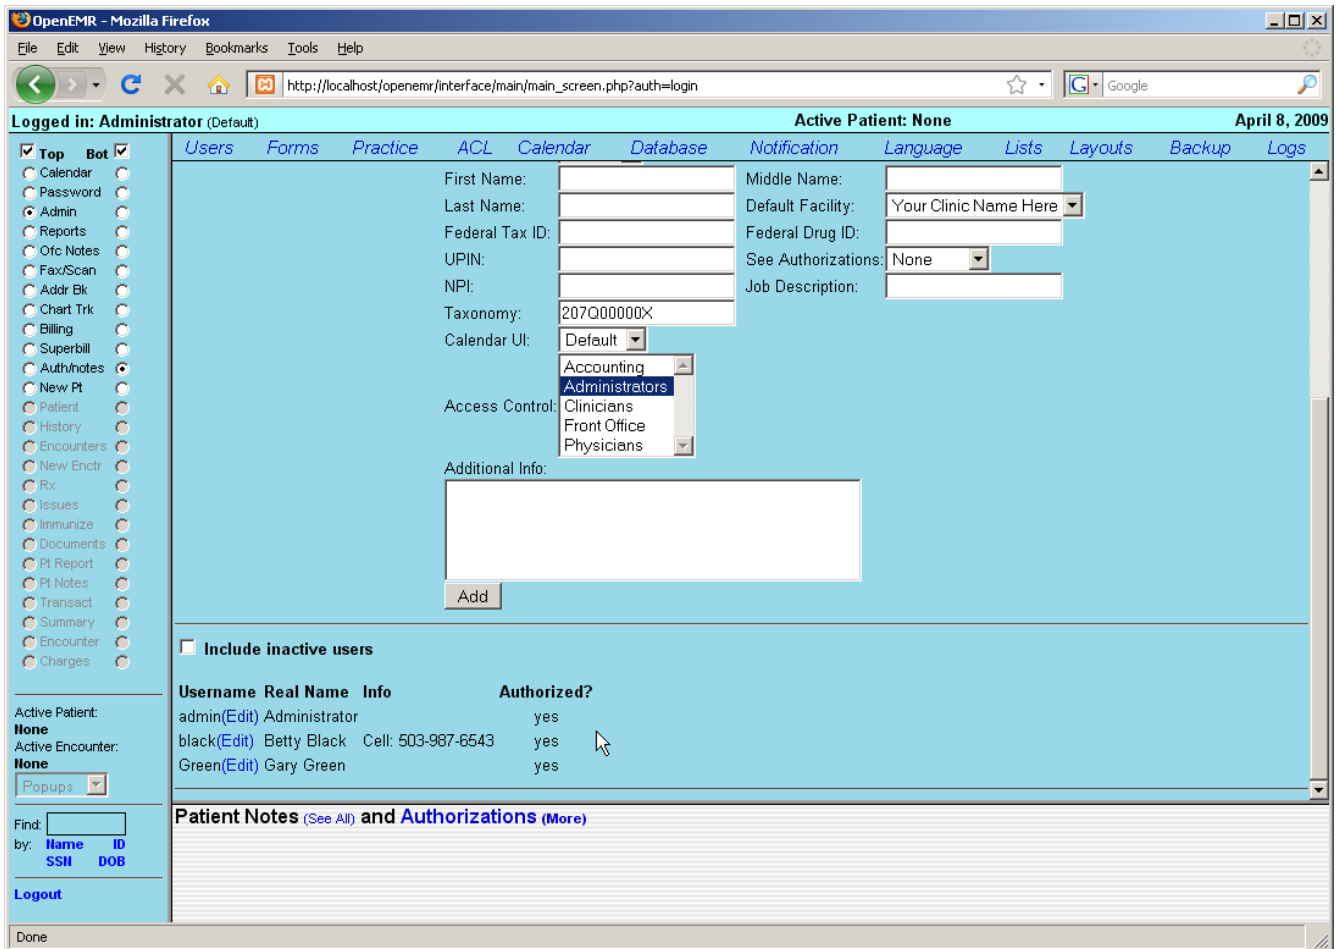 OpenEMR - Mozilla Firefox
File Edit View History Bookmarks Tools Help
http://localhost/openemr/interface/main/main_screen.php?auth=login
G Google
Logged in: Administrator (Default) Active Patient: None April 8, 2009
Top Bot
Calendar
Password
Admin
Reports
Ofc Notes
Fax/Scan
Addr Bk
Chart Trk
Billing
Superbill
Auth/notes
New Pt
Patient
History
Encounters
New Enctr
Rx
Issues
Immunize
Documents
Pt Report
Pt Notes
Transact
Summary
Encounter
Charges
Active Patient:
None
Active Encounter:
None
Popups
Find:
by: Name ID
SSN DOB
Logout
Users Forms Practice ACL Calendar Database Notification Language Lists Layouts Backup Logs
First Name: Middle Name:
Last Name: Default Facility: Your Clinic Name Here
Federal Tax ID: Federal Drug ID:
UPIN: See Authorizations: None
NPI: Job Description:
Taxonomy: 207Q00000X
Calendar UI: Default
Access Control:
Accounting
Administrators
Clinicians
Front Office
Physicians
Additional Info:
Add
Include inactive users
Username Real Name Info Authorized?
admin(Edit) Administrator yes
black(Edit) Betty Black Cell: 503-987-6543 yes
Green(Edit) Gary Green yes
Patient Notes (See All) and Authorizations (More)
Done